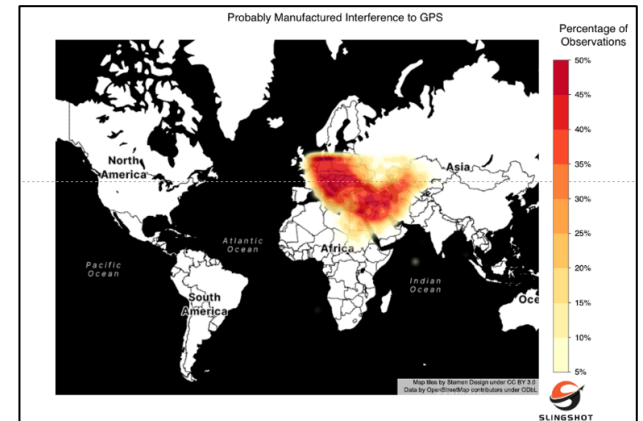 Probably Manufactured Interference to GPS
Percentage of
Observations
50%
45%
40%
35%
30%
25%
20%
15%
10%
5%
North
America
Asia
Atlantic
Ocean
Africa
Pacific
Ocean
Indian
Ocean
South
America
Oce
Map tiles by Stamen Design under CC BY 3.0
Data by OpenStreetMap contributors under ODbL
SLINGSHOT